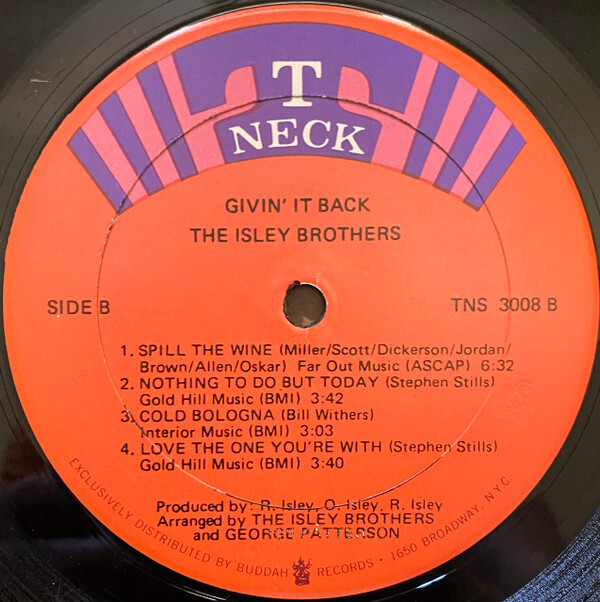 T
NECK
GIVIN' IT BACK
THE ISLEY BROTHERS
SIDE B
TNS 3008 B
1. SPILL THE WINE (Miller/Scott/Dickerson/Jordan/
Brown/Allen/Oskar) Far Out Music (ASCAP) 6:32
2. NOTHING TO DO BUT TODAY (Stephen Stills)
Gold Hill Music (BMI) 3:42
3. COLD BOLOGNA (Bill Withers)
Interior Music (BMI) 3:03
4. LOVE THE ONE YOU'RE WITH (Stephen Stills)
Gold Hill Music (BMI) 3:40
Produced by: R. Isley, O. Isley, R. Isley
Arranged by THE ISLEY BROTHERS
and GEORGE PATTERSON
EXCLUSIVELY DISTRIBUTED BY BUDDAH RECORDS • 1650 BROADWAY, N.Y.C.